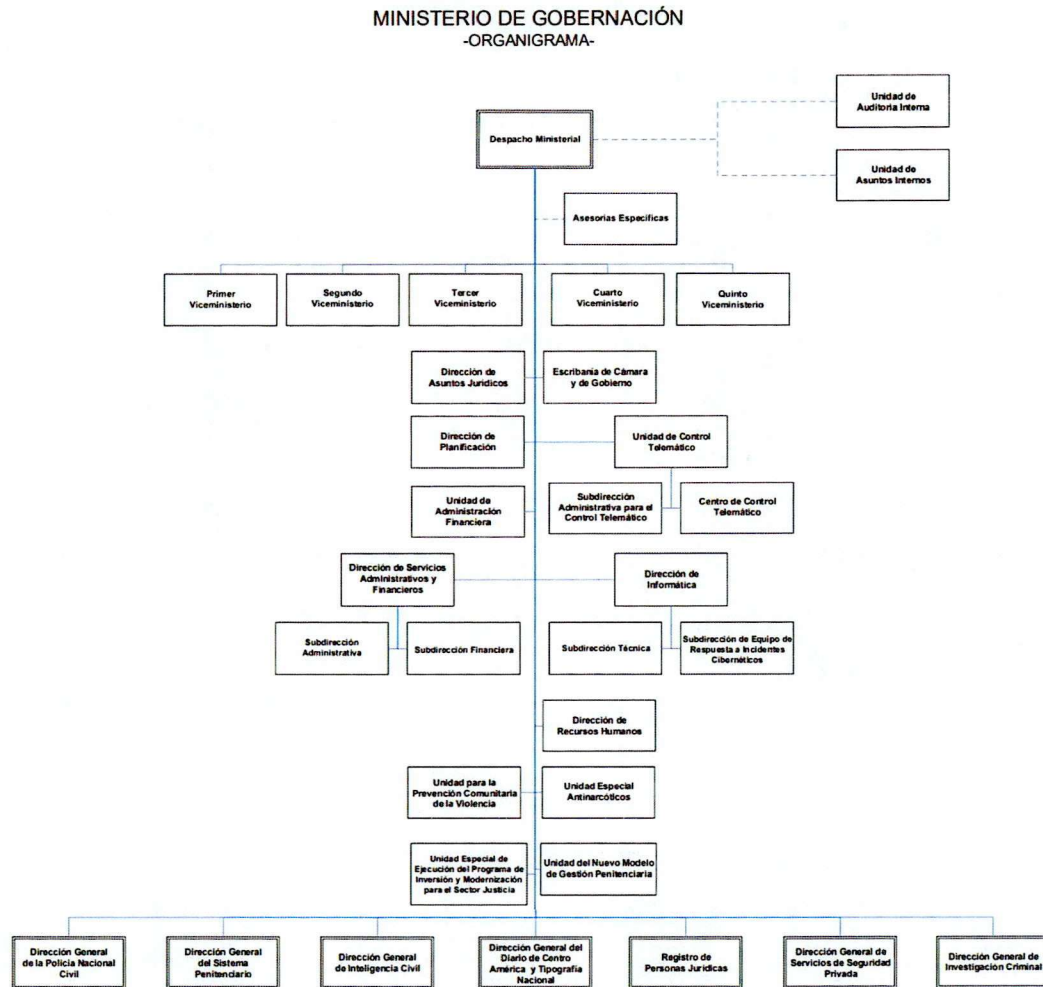 MINISTERIO DE GOBERNACIÓN
-ORGANIGRAMA-
Unidad de
Auditoría Interna
Despacho Ministerial
Unidad de
Asuntos Internos
Asesorías Específicas
Primer
Viceministerio
Segundo
Viceministerio
Tercer
Viceministerio
Cuarto
Viceministerio
Quinto
Viceministerio
Dirección de
Asuntos Jurídicos
Escribanía de Cámara
y de Gobierno
Dirección de
Planificación
Unidad de Control
Telemático
Unidad de
Administración
Financiera
Subdirección
Administrativa para el
Control Telemático
Centro de Control
Telemático
Dirección de Servicios
Administrativos y
Financieros
Dirección de
Informática
Subdirección
Administrativa
Subdirección Financiera
Subdirección Técnica
Subdirección de Equipo de
Respuesta a Incidentes
Cibernéticos
Dirección de
Recursos Humanos
Unidad para la
Prevención Comunitaria
de la Violencia
Unidad Especial
Antinarcóticos
Unidad Especial de
Ejecución del Programa de
Inversión y Modernización
para el Sector Justicia
Unidad del Nuevo Modelo
de Gestión Penitenciaria
Dirección General
de la Policía Nacional
Civil
Dirección General
del Sistema
Penitenciario
Dirección General
de Inteligencia Civil
Dirección General del
Diario de Centro
América y Tipografía
Nacional
Registro de
Personas Jurídicas
Dirección General de
Servicios de Seguridad
Privada
Dirección General de
Investigación Criminal